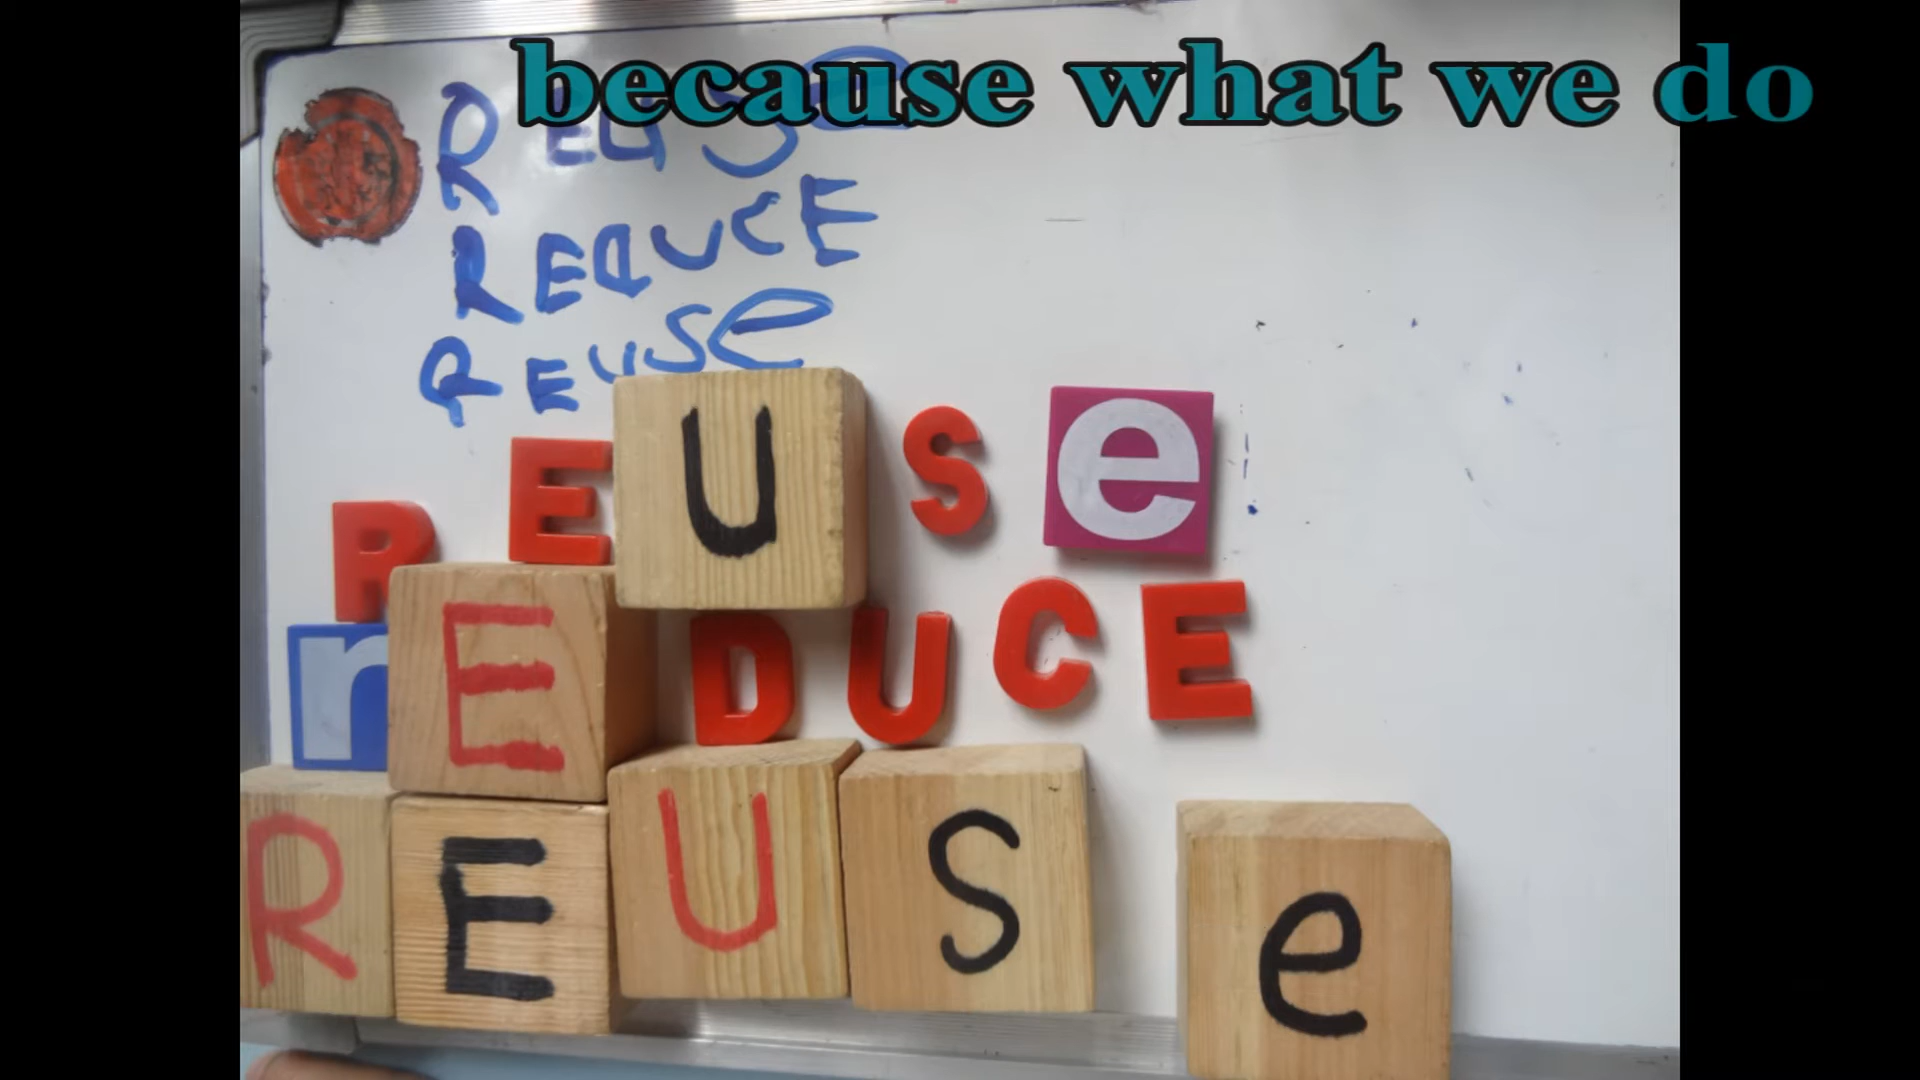 because what we do
REUse
REDUCE
REUse
REUSe
rEDUCE
REUSe